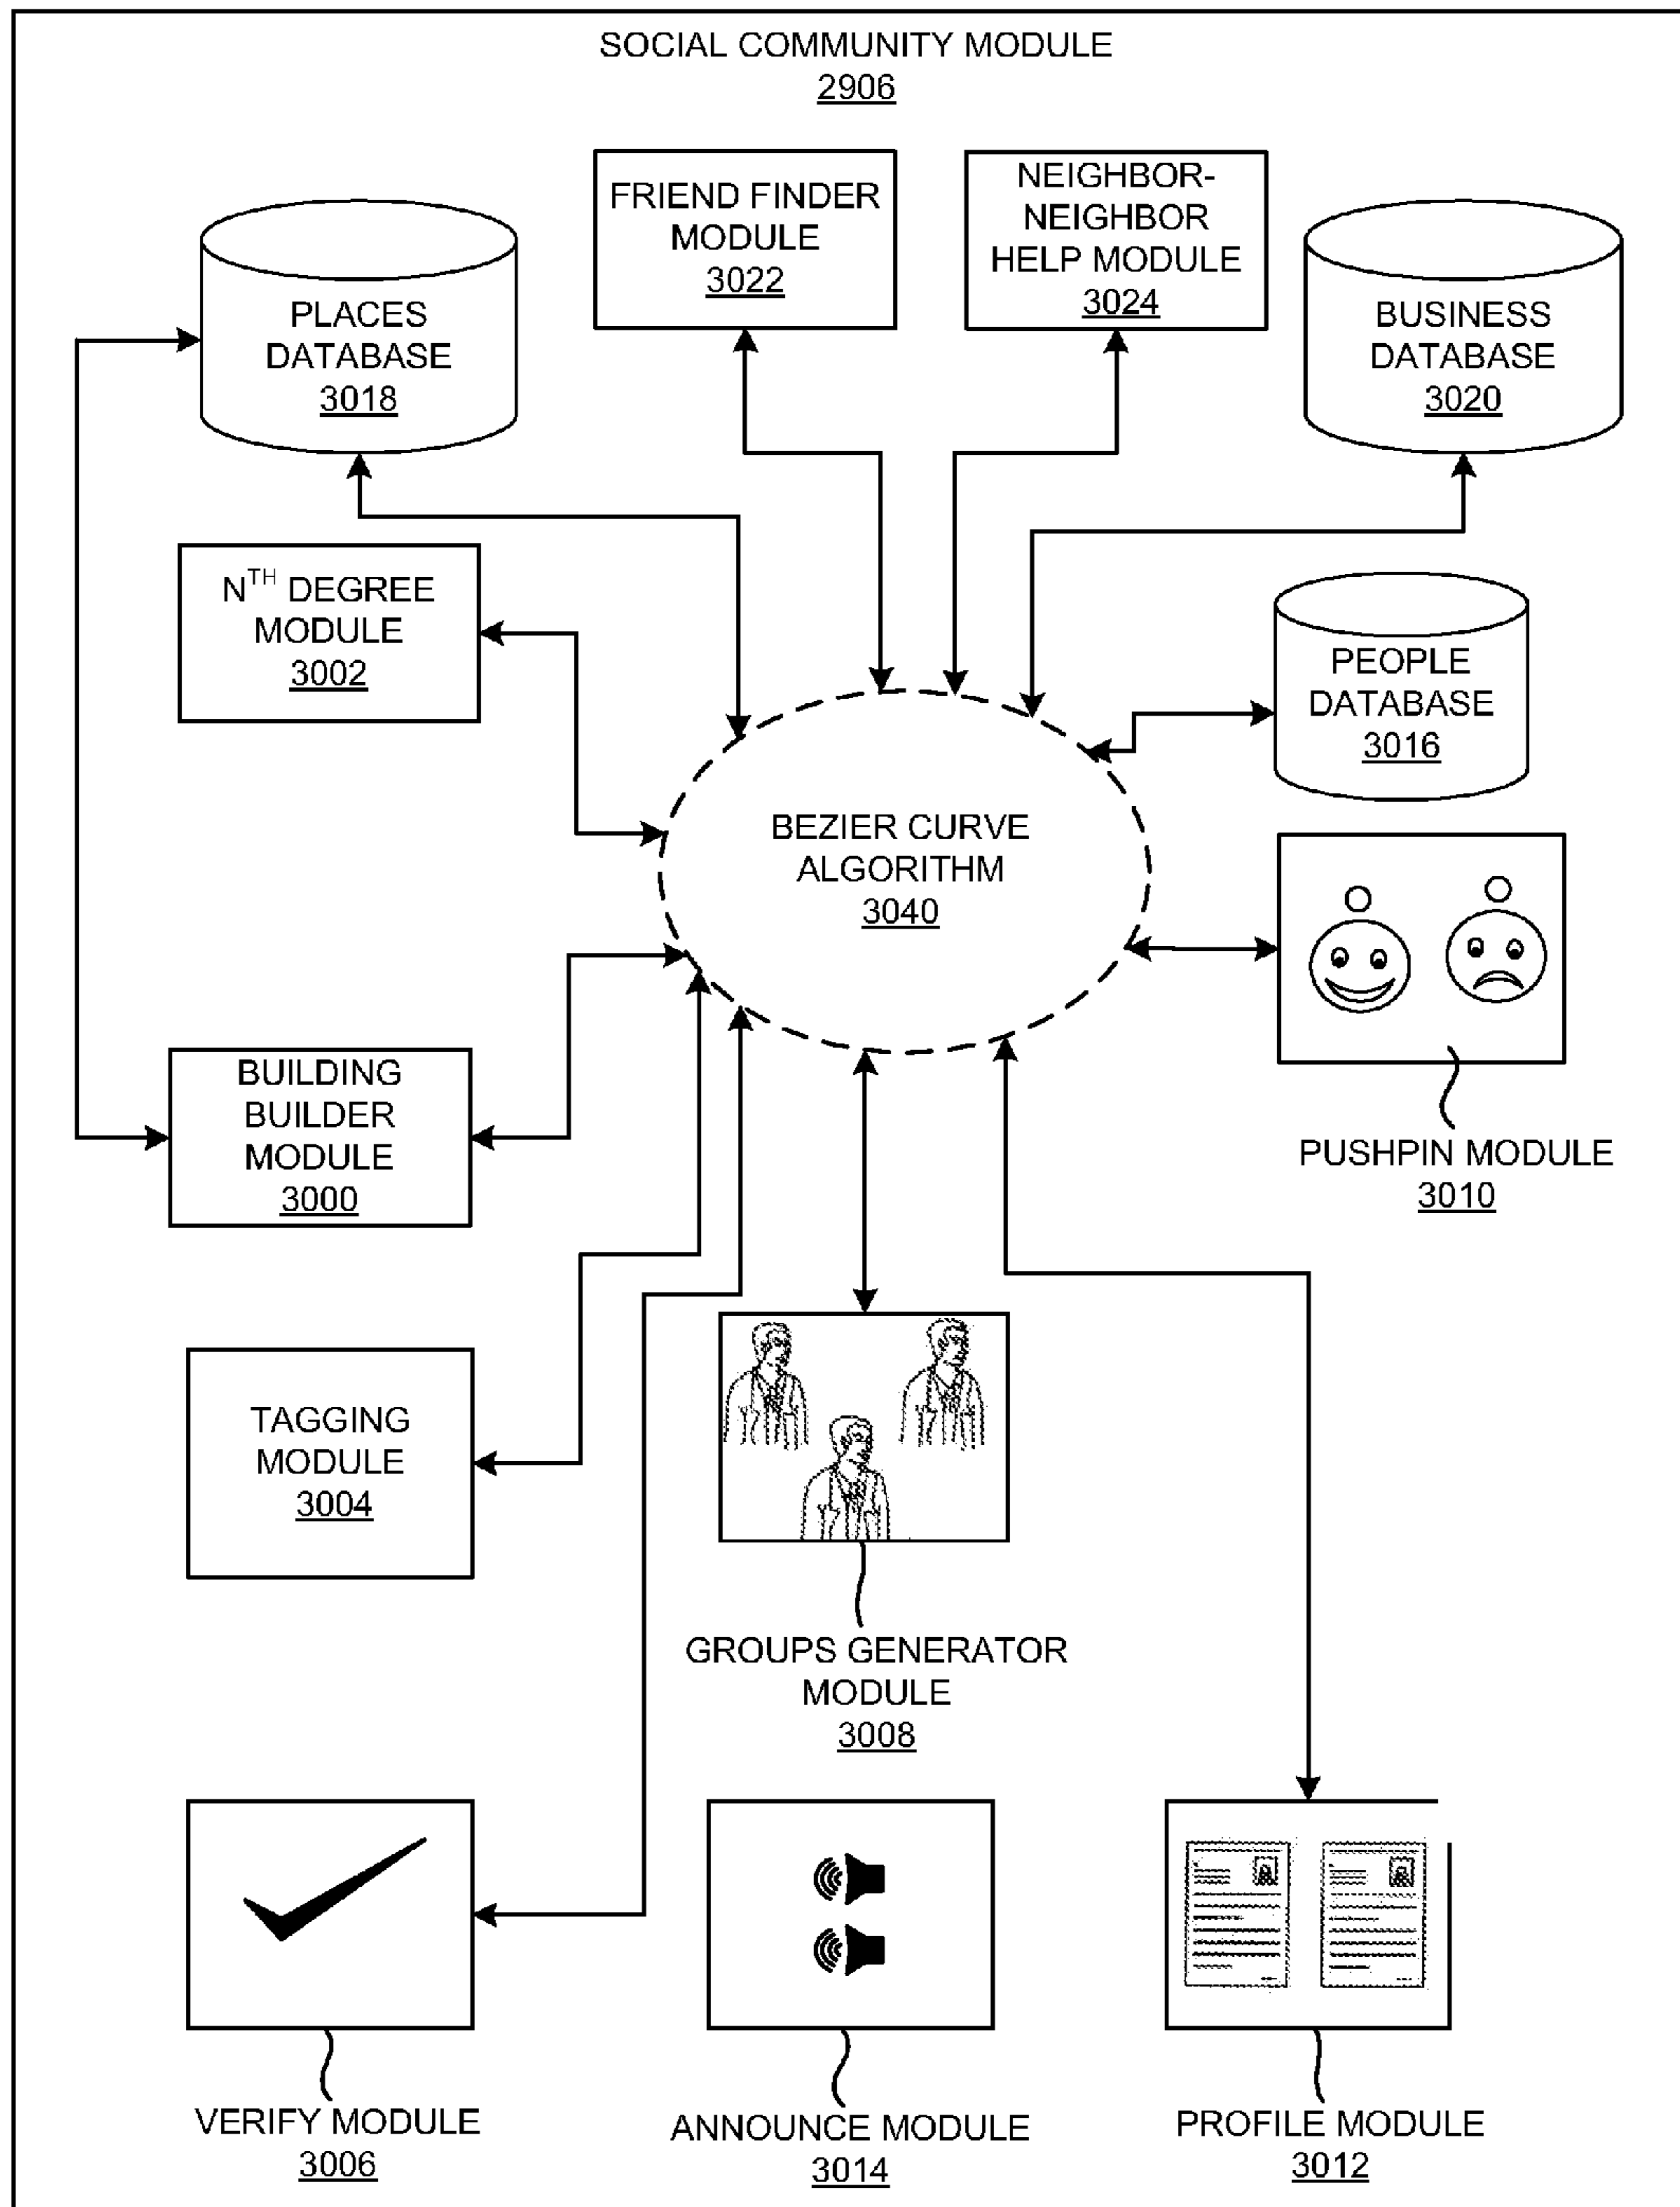 SOCIAL COMMUNITY MODULE
2906
FRIEND FINDER
MODULE
3022
NEIGHBOR-
NEIGHBOR
HELP MODULE
3024
PLACES
DATABASE
3018
BUSINESS
DATABASE
3020
NTH DEGREE
MODULE
3002
PEOPLE
DATABASE
3016
BEZIER CURVE
ALGORITHM
3040
BUILDING
BUILDER
MODULE
3000
PUSHPIN MODULE
3010
TAGGING
MODULE
3004
GROUPS GENERATOR
MODULE
3008
VERIFY MODULE
3006
ANNOUNCE MODULE
3014
PROFILE MODULE
3012